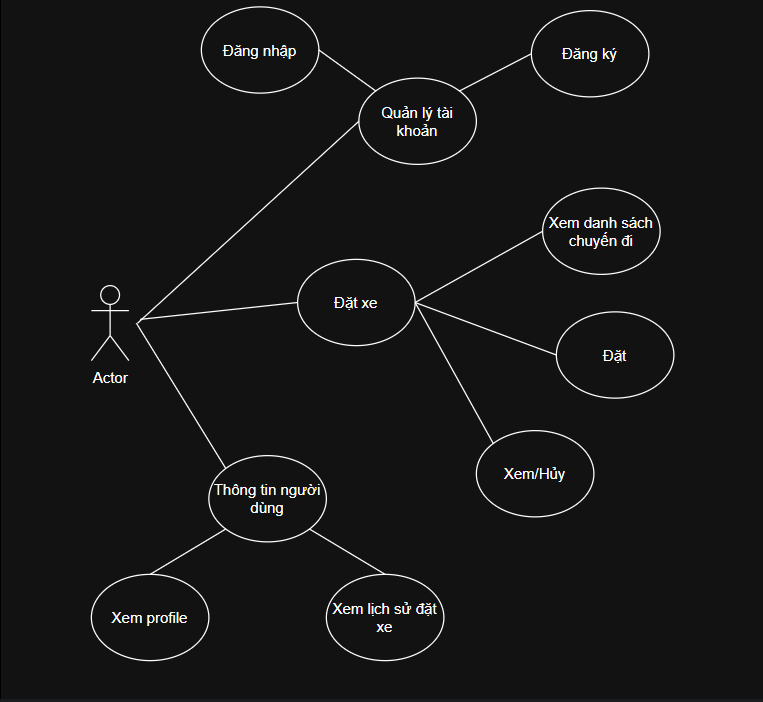 Đăng nhập
Đăng ký
Quản lý tài
khoản
Xem danh sách
chuyến đi
Đặt xe
Đặt
Actor
Xem/Hủy
Thông tin người
dùng
Xem profile
Xem lịch sử đặt
xe